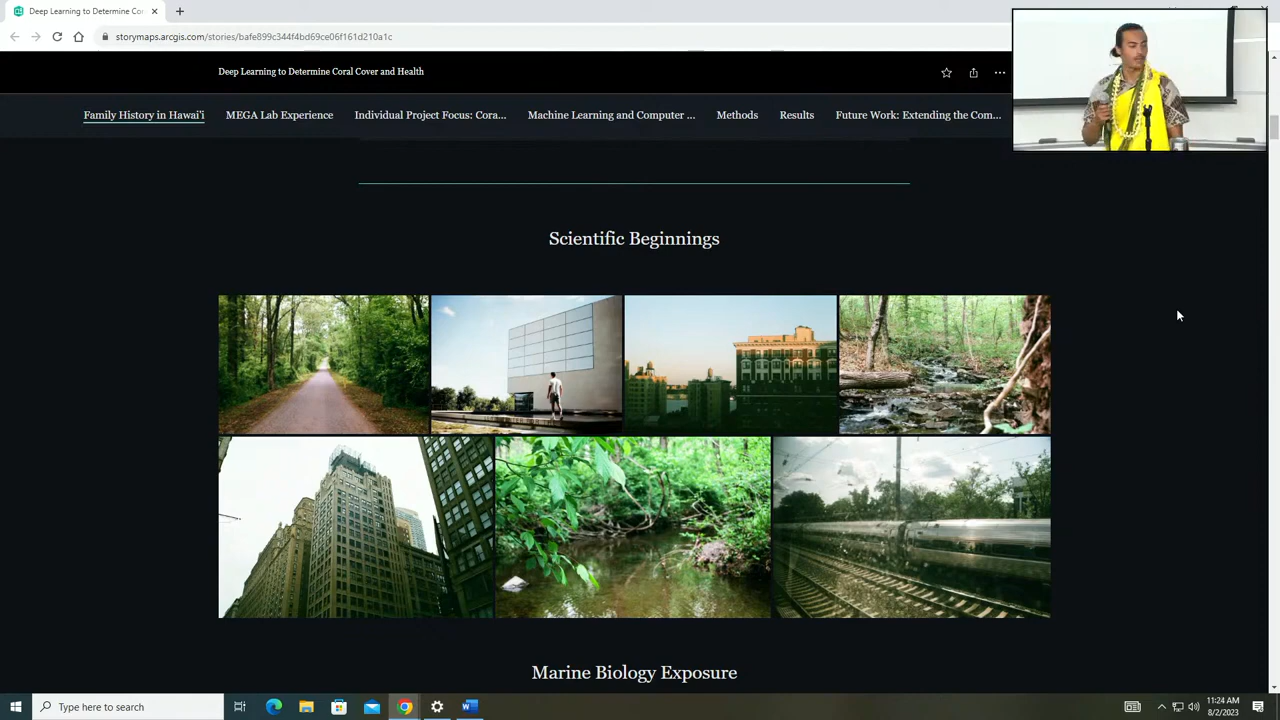 Deep Learning to Determine Cor
storymaps.arcgis.com/stories/bafe899c344f4bd69ce06f161d210a1c
Deep Learning to Determine Coral Cover and Health
Family History in Hawai'i
MEGA Lab Experience
Individual Project Focus: Cora...
Machine Learning and Computer ...
Methods
Results
Future Work: Extending the Com...
Scientific Beginnings
Marine Biology Exposure
Type here to search
11:24 AM
8/2/2023